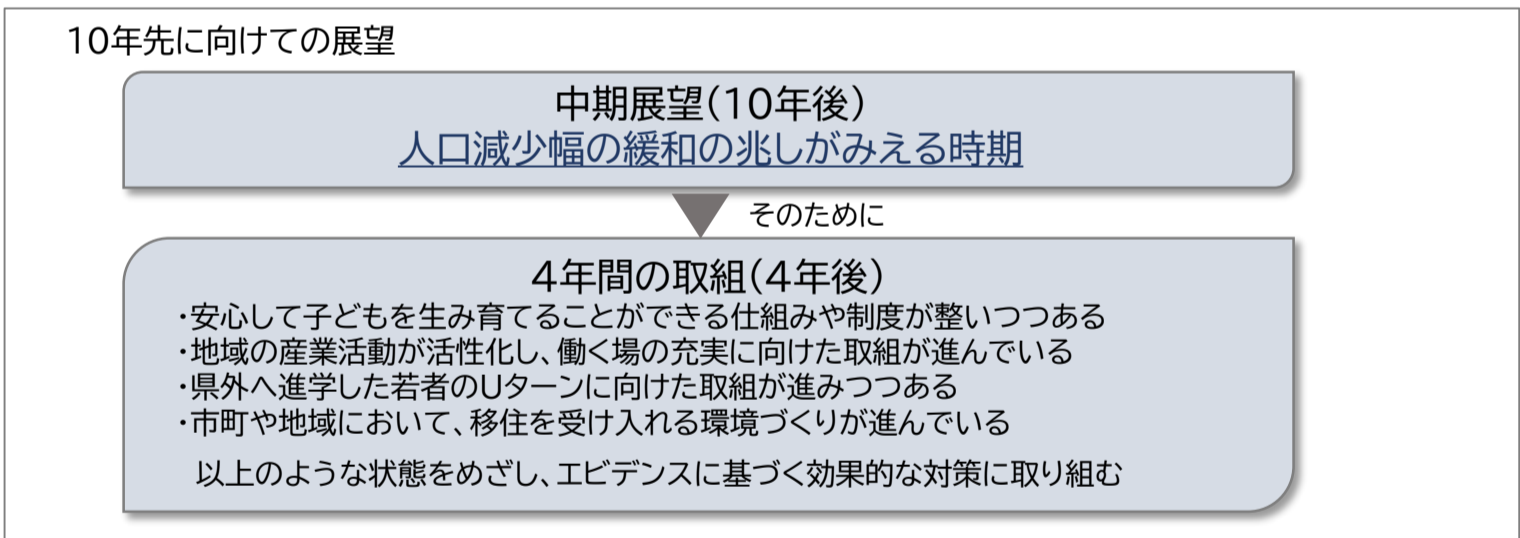 10年先に向けての展望
中期展望(10年後)
人口減少幅の緩和の兆しがみえる時期
そのために
4年間の取組(4年後)
・安心して子どもを生み育てることができる仕組みや制度が整いつつある
・地域の産業活動が活性化し、働く場の充実に向けた取組が進んでいる
・県外へ進学した若者のUターンに向けた取組が進みつつある
・市町や地域において、移住を受け入れる環境づくりが進んでいる
以上のような状態をめざし、エビデンスに基づく効果的な対策に取り組む